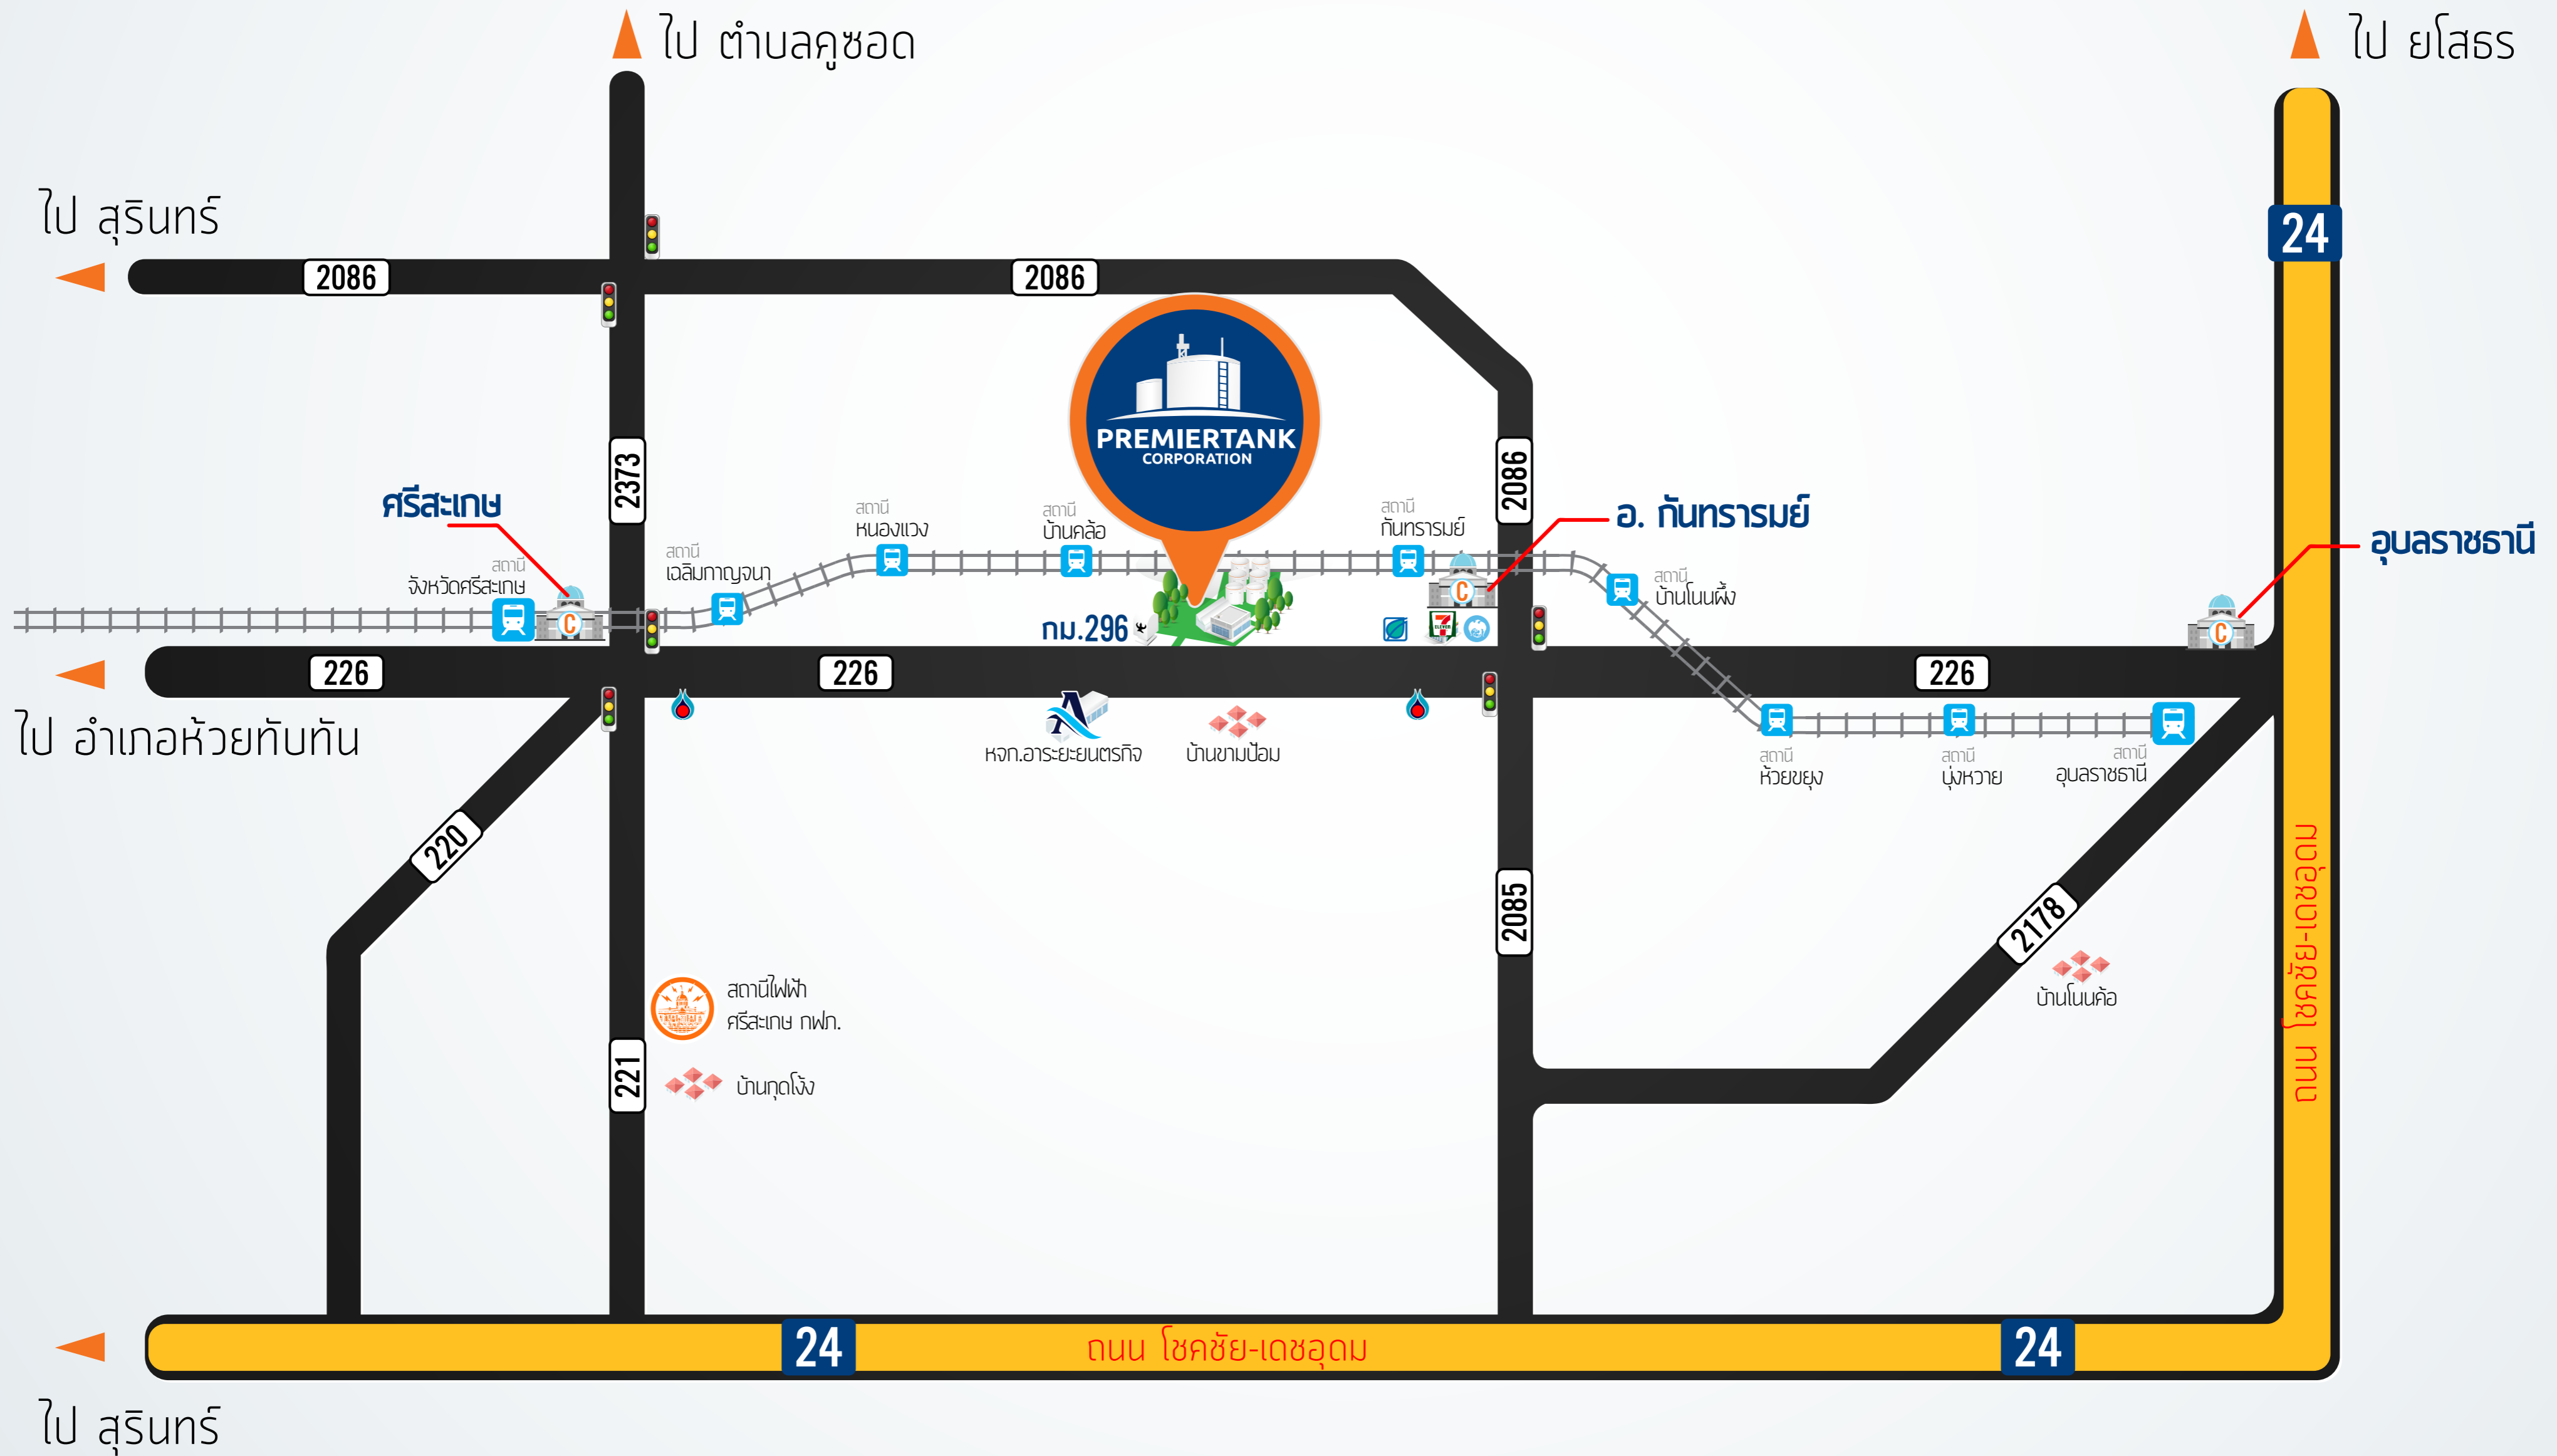 ไป ตำบลคูซอด
ไป ยโสธร
ไป สุรินทร์
24
2086
2086
PREMIERTANK
CORPORATION
2373
2086
ศรีสะเกษ
อ. กันทรารมย์
อุบลราชธานี
สถานี
หนองแวง
สถานี
บ้านคล้อ
สถานี
กันทรารมย์
สถานี
เฉลิมกาญจนา
สถานี
จังหวัดศรีสะเกษ
สถานี
บ้านโนนผึ้ง
กม.296
7
ELEVEN
C
C
C
226
226
226
ไป อำเภอห้วยทับทัน
หจก.อาระยะยนตรกิจ
บ้านขามป้อม
สถานี
ห้วยขยุง
สถานี
บุ่งหวาย
สถานี
อุบลราชธานี
220
2085
2178
ถนน โชคชัย-เดชอุดม
บ้านโนนค้อ
สถานีไฟฟ้า
ศรีสะเกษ กฟภ.
221
บ้านกุดโง้ง
24
ถนน โชคชัย-เดชอุดม
24
ไป สุรินทร์